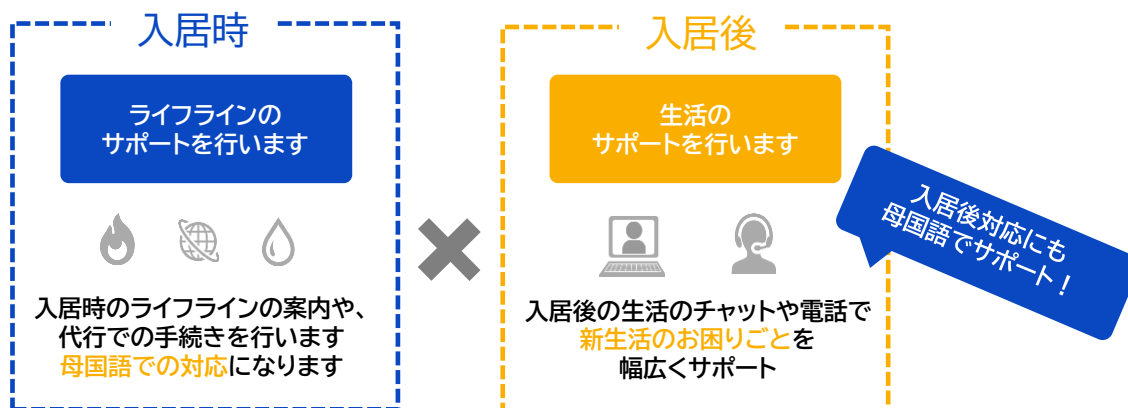 入居時
ライフラインの
サポートを行います
入居時のライフラインの案内や、
代行での手続きを行います
母国語での対応になります
入居後
生活の
サポートを行います
入居後の生活のチャットや電話で
新生活のお困りごとを
幅広くサポート
入居後対応にも
母国語でサポート！